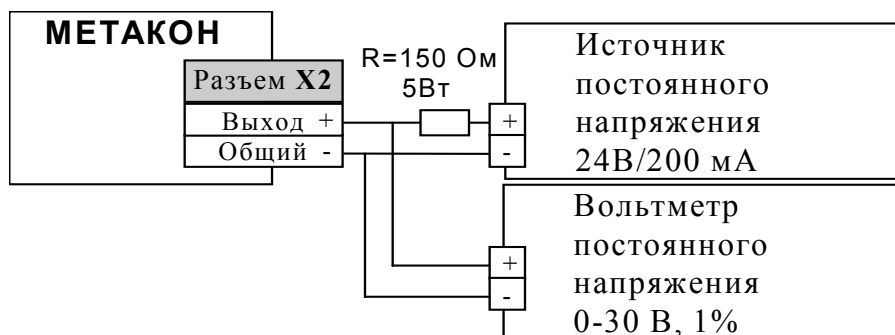 МЕТАКОН
Разъем X2
Выход +
Общий -
R=150 Ом
5Вт
+
-
Источник
постоянного
напряжения
24В/200 мА
+
-
Вольтметр
постоянного
напряжения
0-30 В, 1%